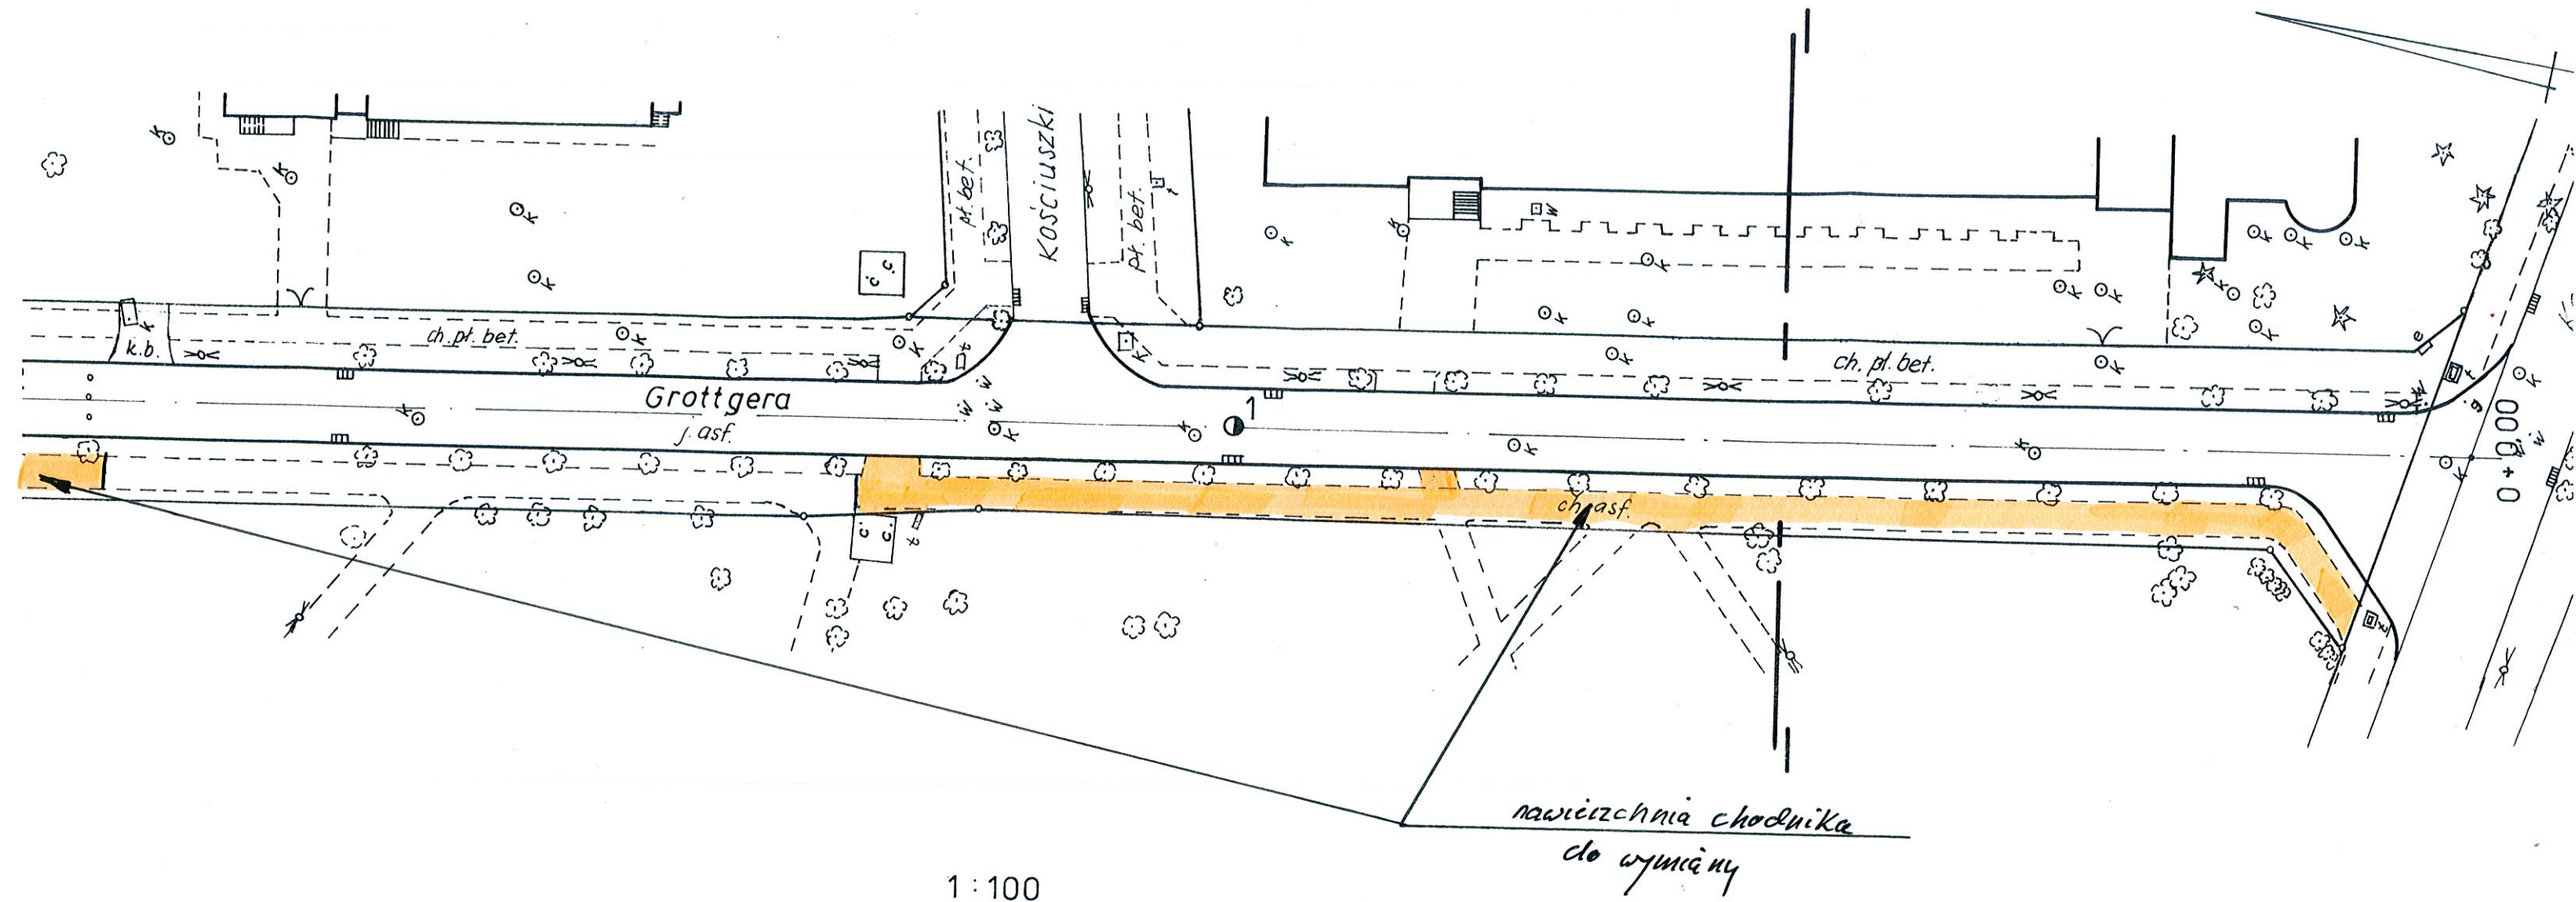 KOŚCIUSZKI
pł. bet.
pł. bet.
t
w
K
K
K
K
c. c.
k.b.
K
ch. pł. bet.
K
K
ch. pł. bet.
e
Grottgera
j. asf.
1
0+000
ch. asf.
c. c.
t
nawierzchnia chodnika
do wymiany
1:100